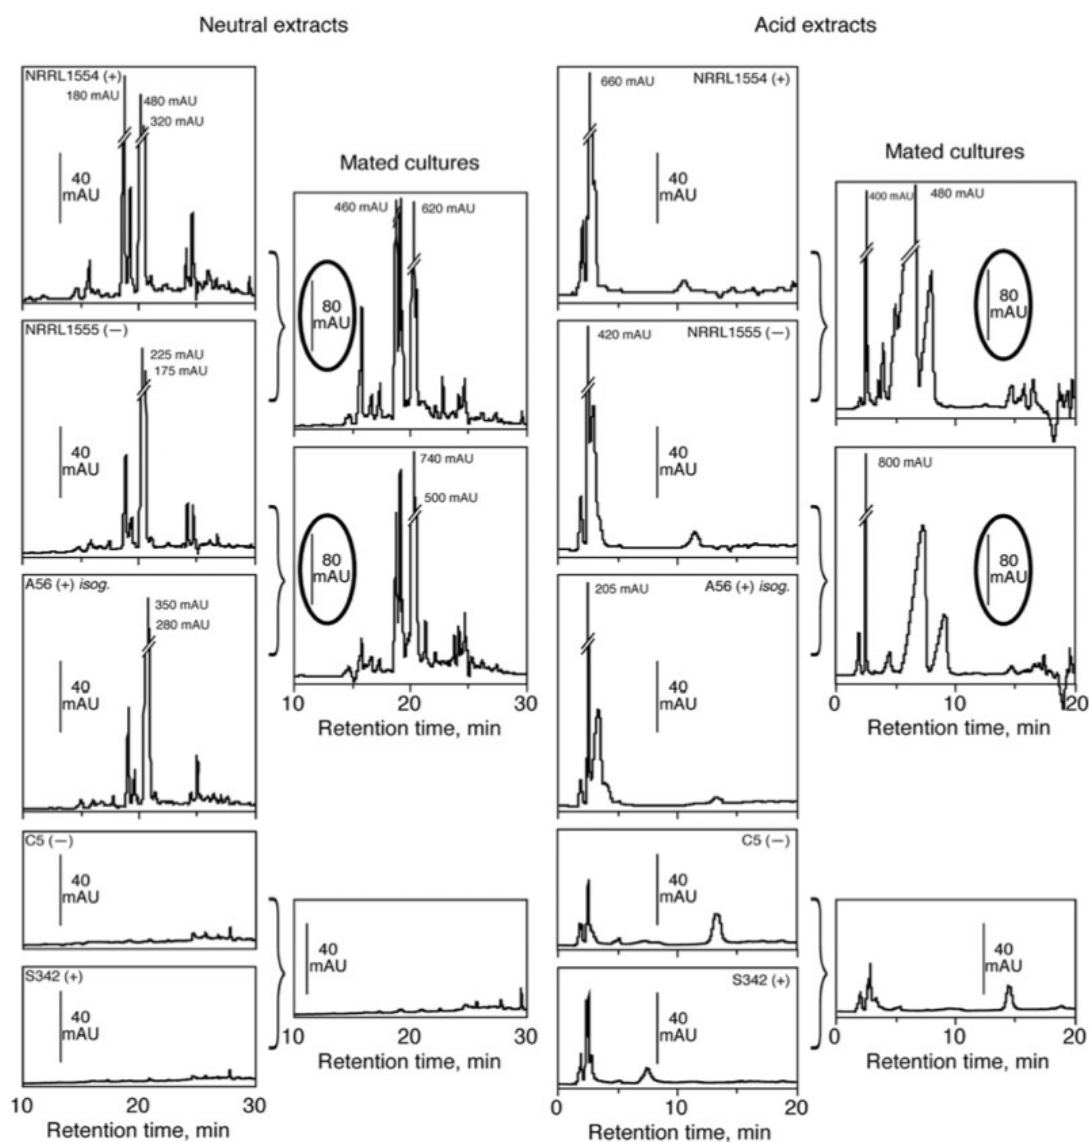 Neutral extracts
Acid extracts
NRRL1554 (+)
180 mAU
480 mAU
320 mAU
40
mAU
NRRL1555 (—)
225 mAU
175 mAU
40
mAU
A56 (+) isog.
350 mAU
280 mAU
40
mAU
C5 (—)
40
mAU
S342 (+)
40
mAU
10 20 30
Retention time, min
Mated cultures
460 mAU
620 mAU
80
mAU
740 mAU
500 mAU
80
mAU
10 20 30
Retention time, min
40
mAU
10 20 30
Retention time, min
NRRL1554 (+)
660 mAU
40
mAU
NRRL1555 (—)
420 mAU
40
mAU
A56 (+) isog.
205 mAU
40
mAU
C5 (—)
40
mAU
S342 (+)
40
mAU
0 10 20
Retention time, min
Mated cultures
400 mAU
480 mAU
80
mAU
800 mAU
80
mAU
0 10 20
Retention time, min
40
mAU
0 10 20
Retention time, min